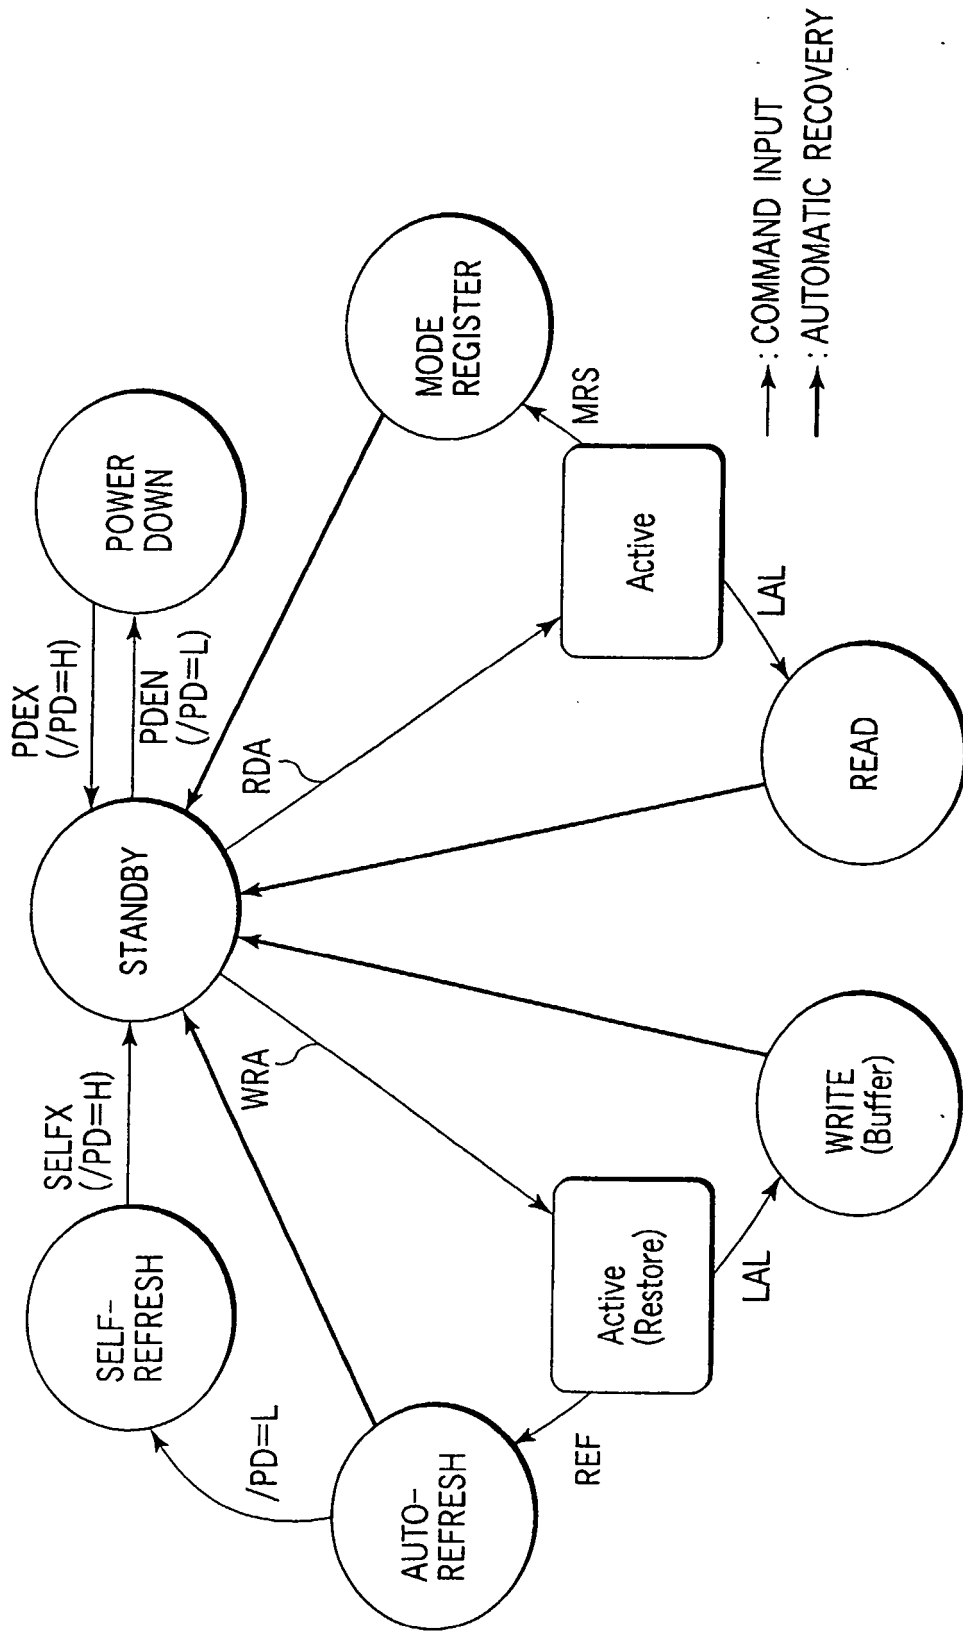 SELFX
(/PD=H)
PDEX
(/PD=H)
SELF-
REFRESH
STANDBY
POWER
DOWN
PDEN
(/PD=L)
/PD=L
WRA
RDA
AUTO-
REFRESH
MODE
REGISTER
REF
Active
(Restore)
Active
MRS
LAL
LAL
WRITE
(Buffer)
READ
: COMMAND INPUT
: AUTOMATIC RECOVERY